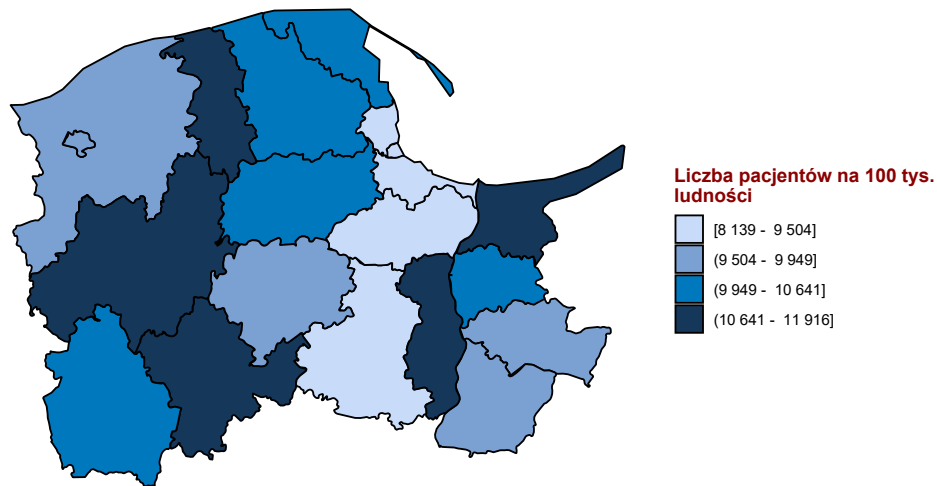 Liczba pacjentów na 100 tys.
ludności
[8 139 - 9 504]
(9 504 - 9 949]
(9 949 - 10 641]
(10 641 - 11 916]